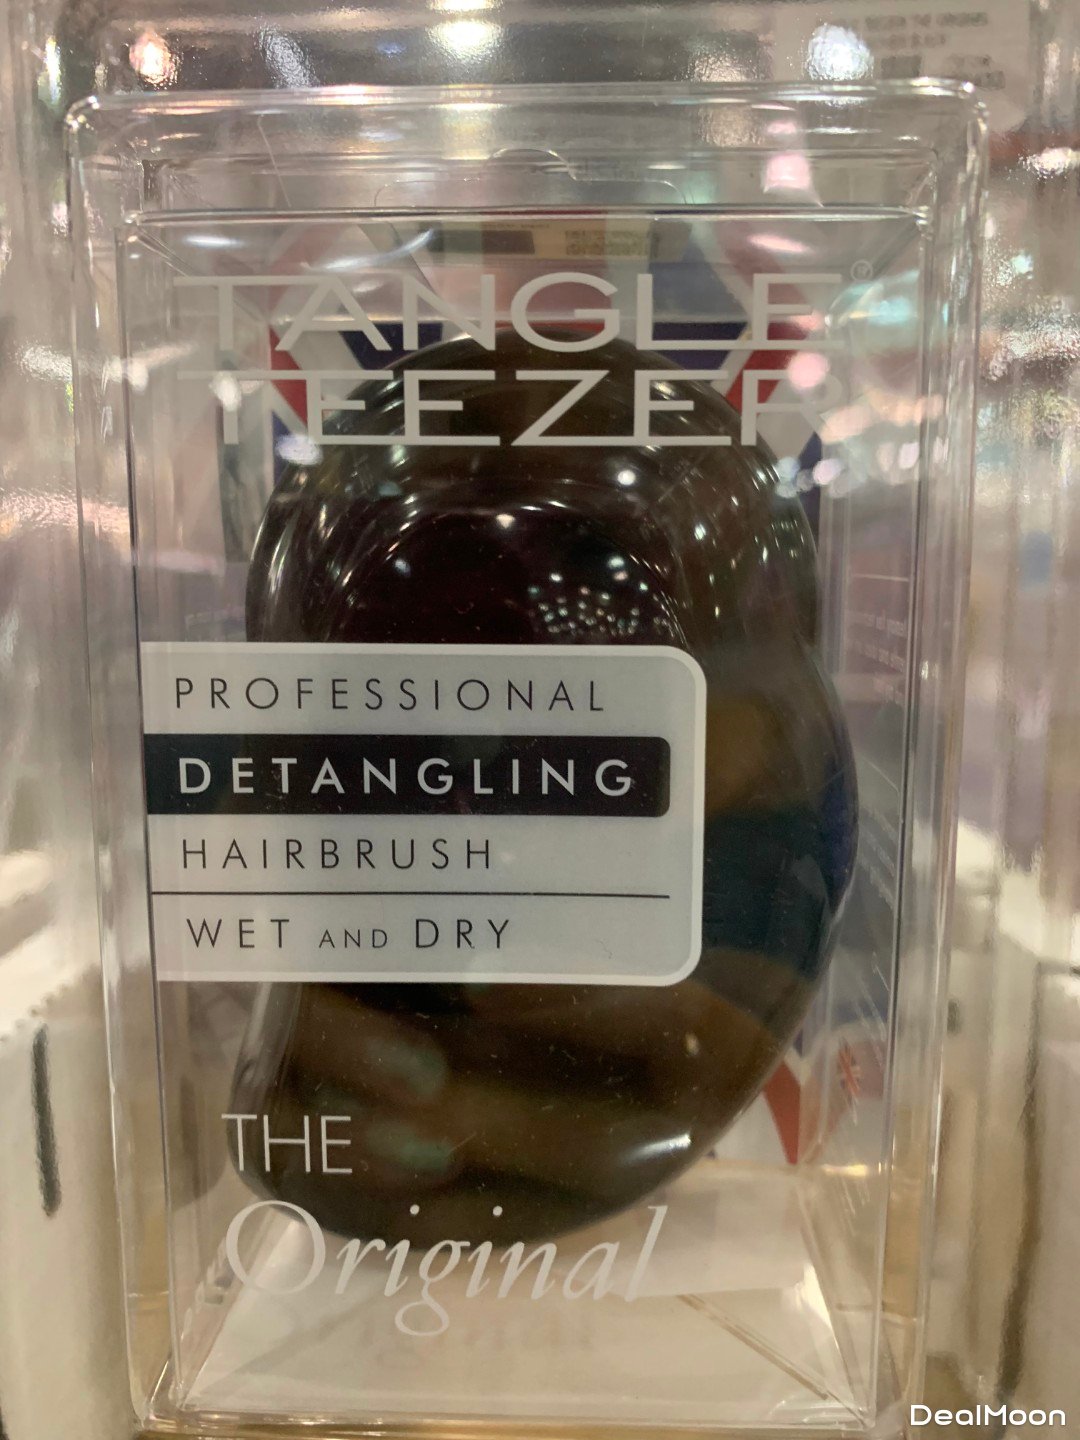 TANGLE®
TEEZER
PROFESSIONAL
DETANGLING
HAIRBRUSH
WET AND DRY
THE
Original
DealMoon